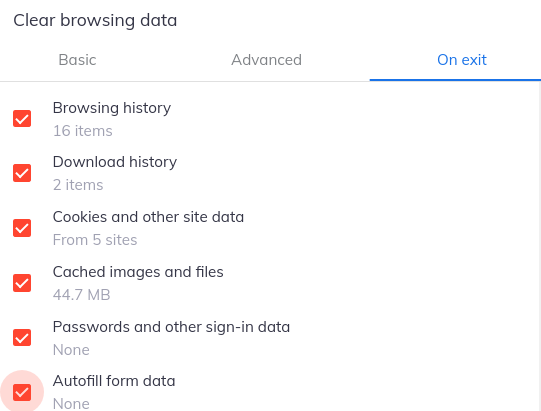 Clear browsing data
Basic
Advanced
On exit
Browsing history
16 items
Download history
2 items
Cookies and other site data
From 5 sites
Cached images and files
44.7 MB
Passwords and other sign-in data
None
Autofill form data
None